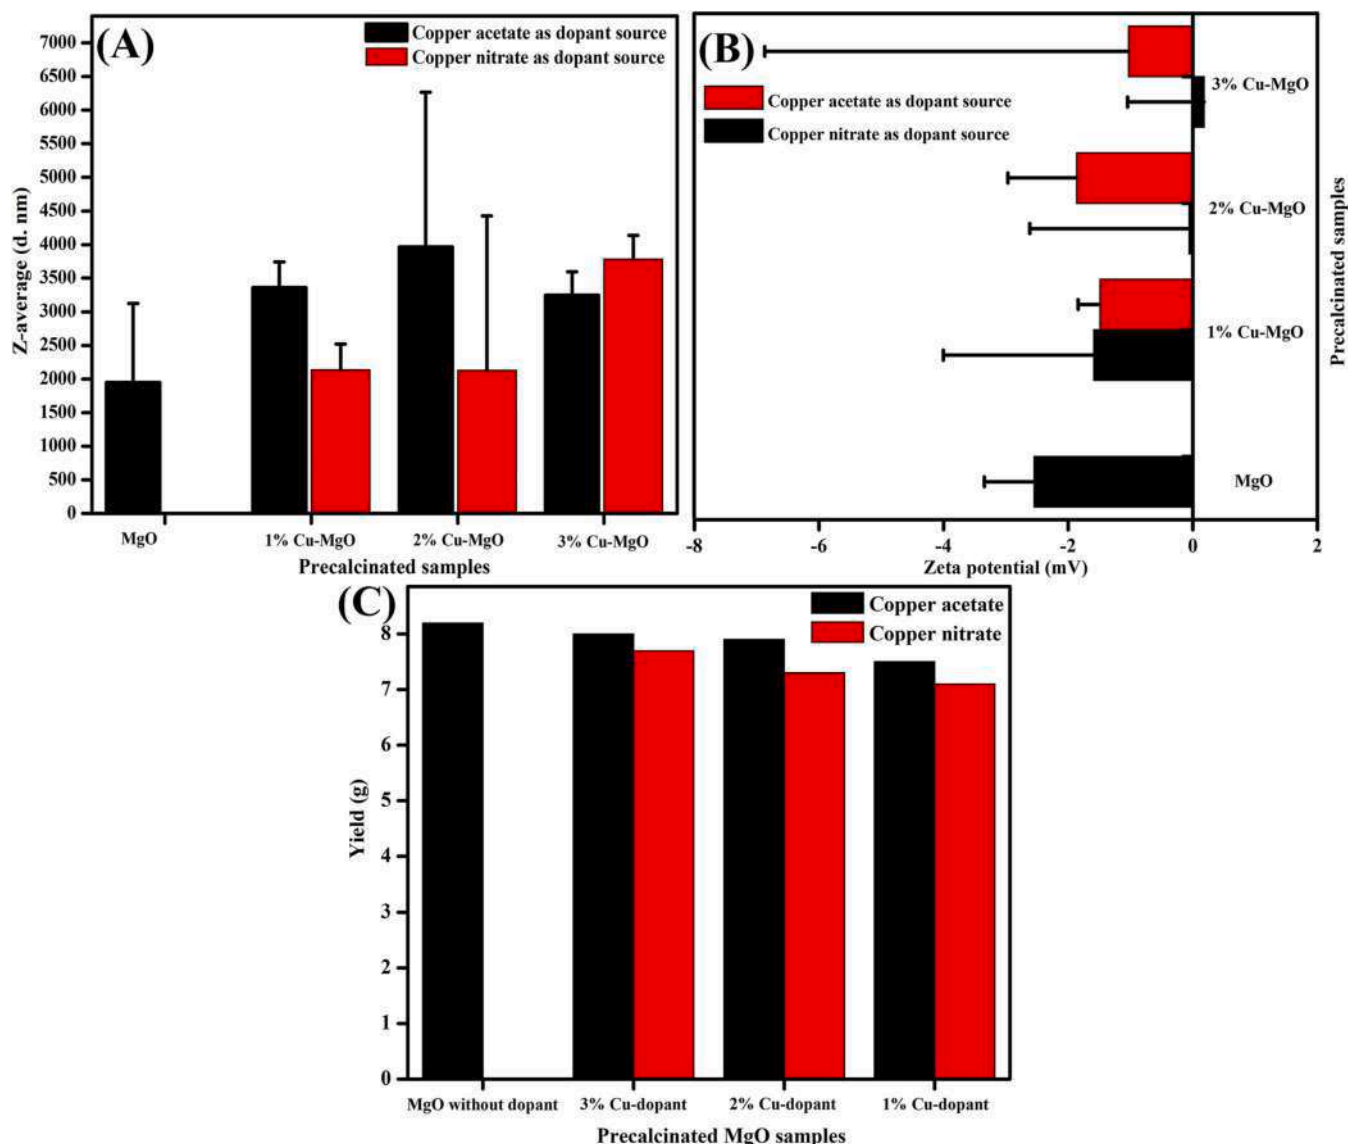 (A)
Copper acetate as dopant source
Copper nitrate as dopant source
7000
6500
6000
5500
5000
4500
4000
3500
3000
2500
2000
1500
1000
500
0
Z-average (d. nm)
MgO
1% Cu-MgO
2% Cu-MgO
3% Cu-MgO
Precalcinated samples
(B)
Copper acetate as dopant source
Copper nitrate as dopant source
3% Cu-MgO
2% Cu-MgO
1% Cu-MgO
MgO
Precalcinated samples
-8
-6
-4
-2
0
2
Zeta potential (mV)
(C)
Copper acetate
Copper nitrate
8
7
6
5
4
3
2
1
0
Yield (g)
MgO without dopant
3% Cu-dopant
2% Cu-dopant
1% Cu-dopant
Precalcinated MgO samples